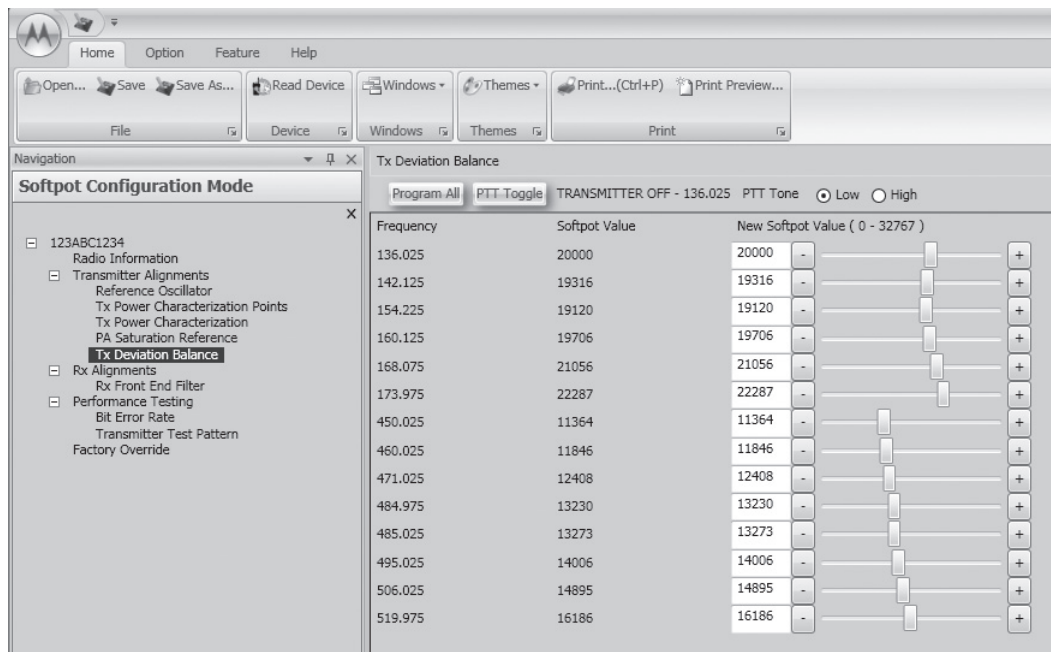 Home Option Feature Help
Open... Save Save As... Read Device Windows Themes Print...(Ctrl+P) Print Preview...
File Device Windows Themes Print
Navigation
Softpot Configuration Mode
123ABC1234
Radio Information
Transmitter Alignments
Reference Oscillator
Tx Power Characterization Points
Tx Power Characterization
PA Saturation Reference
Tx Deviation Balance
Rx Alignments
Rx Front End Filter
Performance Testing
Bit Error Rate
Transmitter Test Pattern
Factory Override
Tx Deviation Balance
Program All PTT Toggle TRANSMITTER OFF - 136.025 PTT Tone Low High
Frequency Softpot Value New Softpot Value ( 0 - 32767 )
136.025 20000 20000 - +
142.125 19316 19316 - +
154.225 19120 19120 - +
160.125 19706 19706 - +
168.075 21056 21056 - +
173.975 22287 22287 - +
450.025 11364 11364 - +
460.025 11846 11846 - +
471.025 12408 12408 - +
484.975 13230 13230 - +
485.025 13273 13273 - +
495.025 14006 14006 - +
506.025 14895 14895 - +
519.975 16186 16186 - +